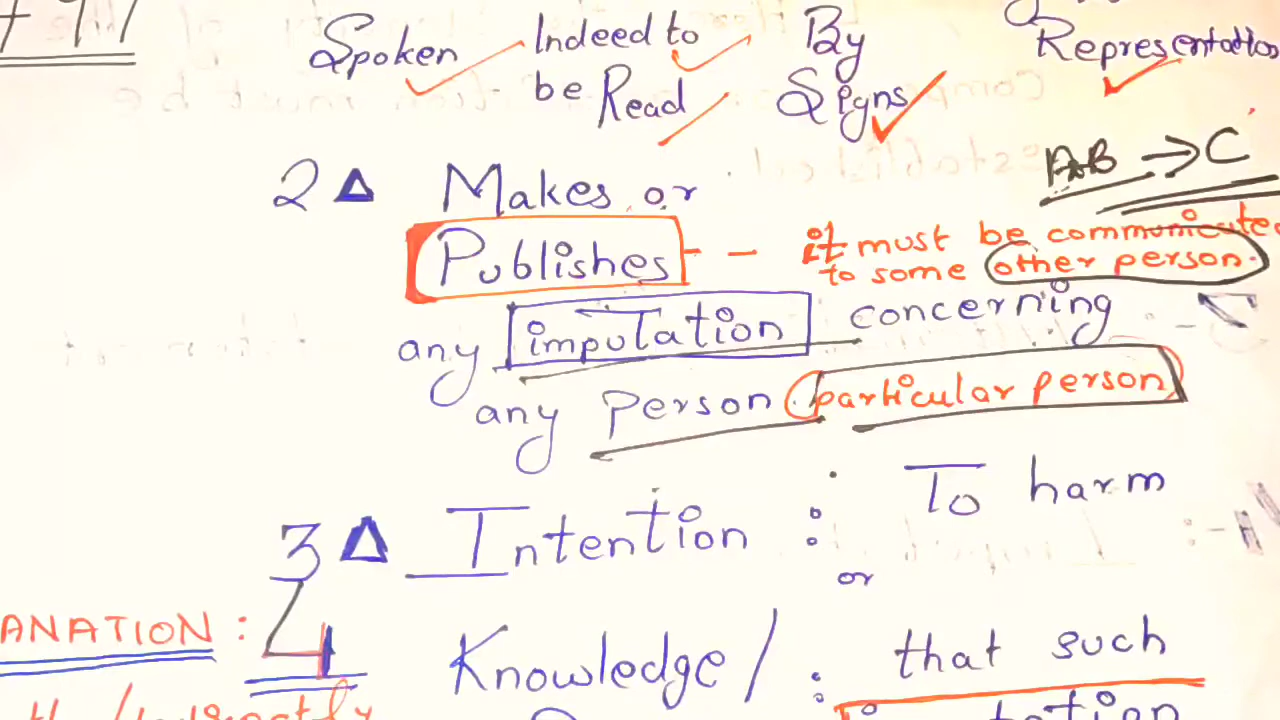 Spoken Indeed to By Representation
be Read Signs
A B → C
2 Δ Makes or
Publishes - - it must be communicated
to some other person.
any imputation concerning
any person (particular person)
3 Δ Intention : To harm
or
ANATION : 4
Knowledge / : that such